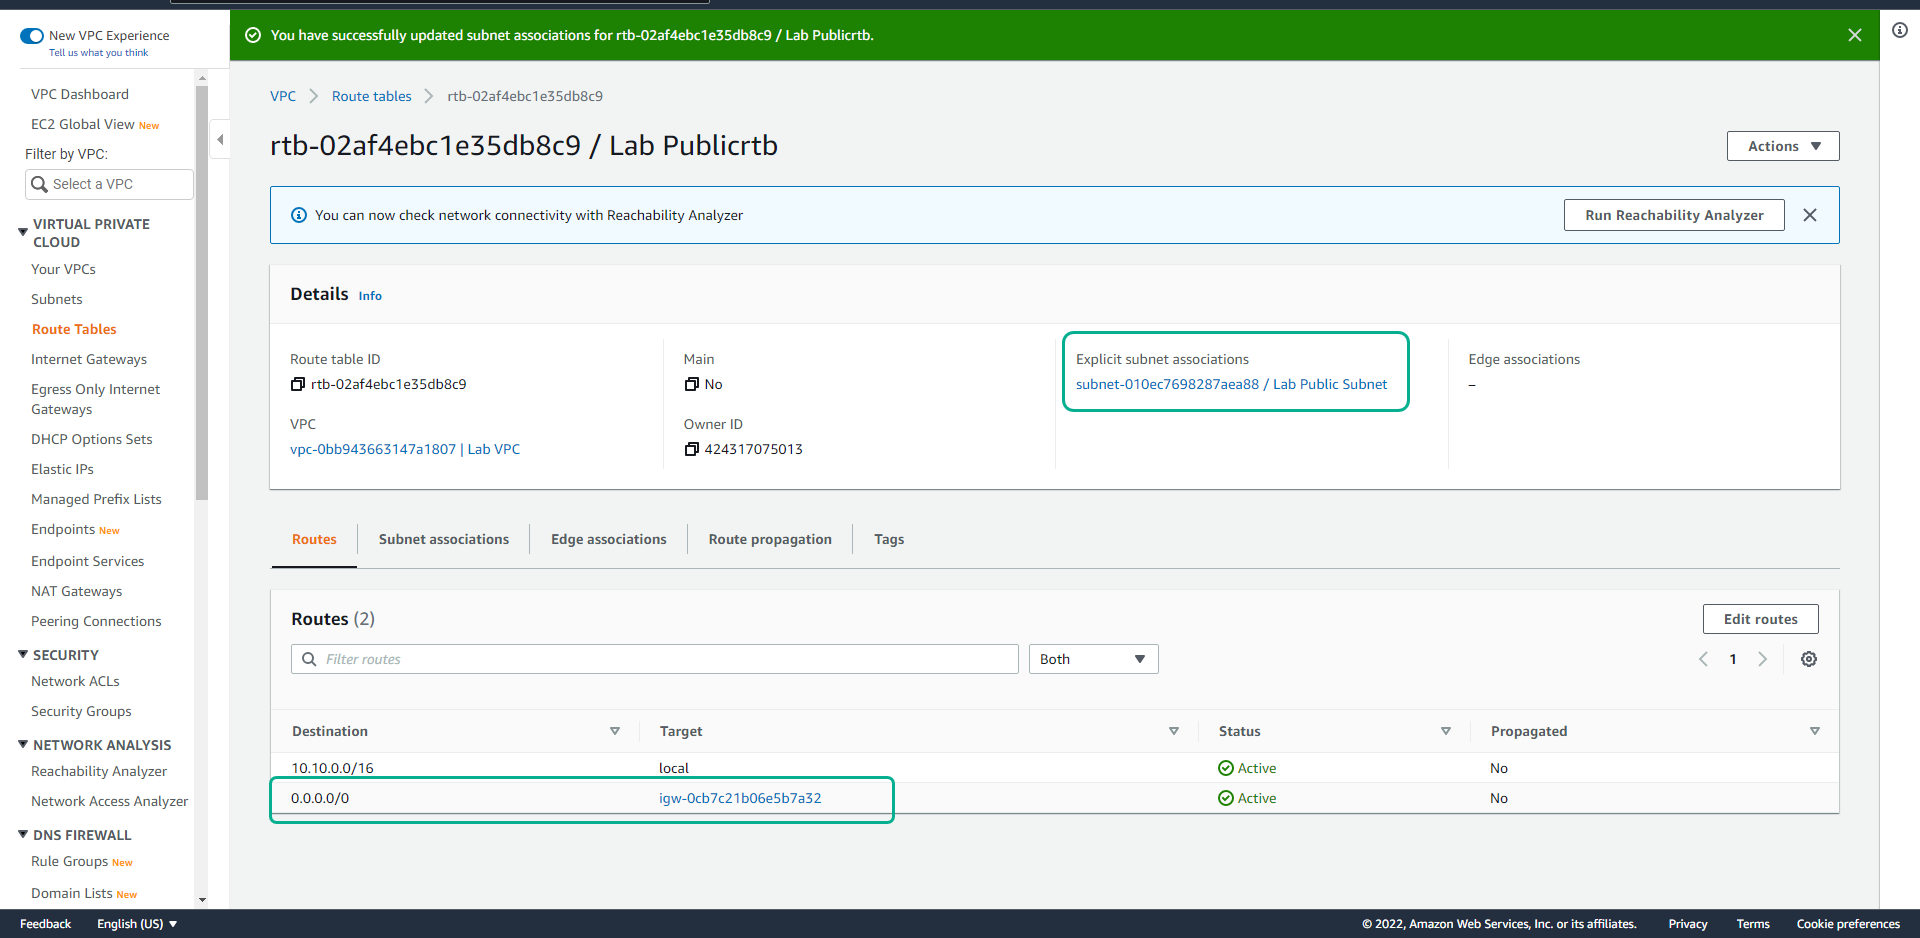 New VPC Experience
Tell us what you think
VPC Dashboard
EC2 Global View New
Filter by VPC:
Select a VPC
VIRTUAL PRIVATE
CLOUD
Your VPCs
Subnets
Route Tables
Internet Gateways
Egress Only Internet
Gateways
DHCP Options Sets
Elastic IPs
Managed Prefix Lists
Endpoints New
Endpoint Services
NAT Gateways
Peering Connections
SECURITY
Network ACLs
Security Groups
NETWORK ANALYSIS
Reachability Analyzer
Network Access Analyzer
DNS FIREWALL
Rule Groups New
Domain Lists New
You have successfully updated subnet associations for rtb-02af4ebc1e35db8c9 / Lab Publicrtb.
VPC Route tables rtb-02af4ebc1e35db8c9
rtb-02af4ebc1e35db8c9 / Lab Publicrtb
Actions
You can now check network connectivity with Reachability Analyzer
Run Reachability Analyzer
Details Info
Route table ID
rtb-02af4ebc1e35db8c9
VPC
vpc-0bb943663147a1807 | Lab VPC
Main
No
Owner ID
424317075013
Explicit subnet associations
subnet-010ec7698287aea88 / Lab Public Subnet
Edge associations
–
Routes Subnet associations Edge associations Route propagation Tags
Routes (2)
Edit routes
Filter routes
Both
1
Destination Target Status Propagated
10.10.0.0/16 local Active No
0.0.0.0/0 igw-0cb7c21b06e5b7a32 Active No
Feedback English (US) © 2022, Amazon Web Services, Inc. or its affiliates. Privacy Terms Cookie preferences